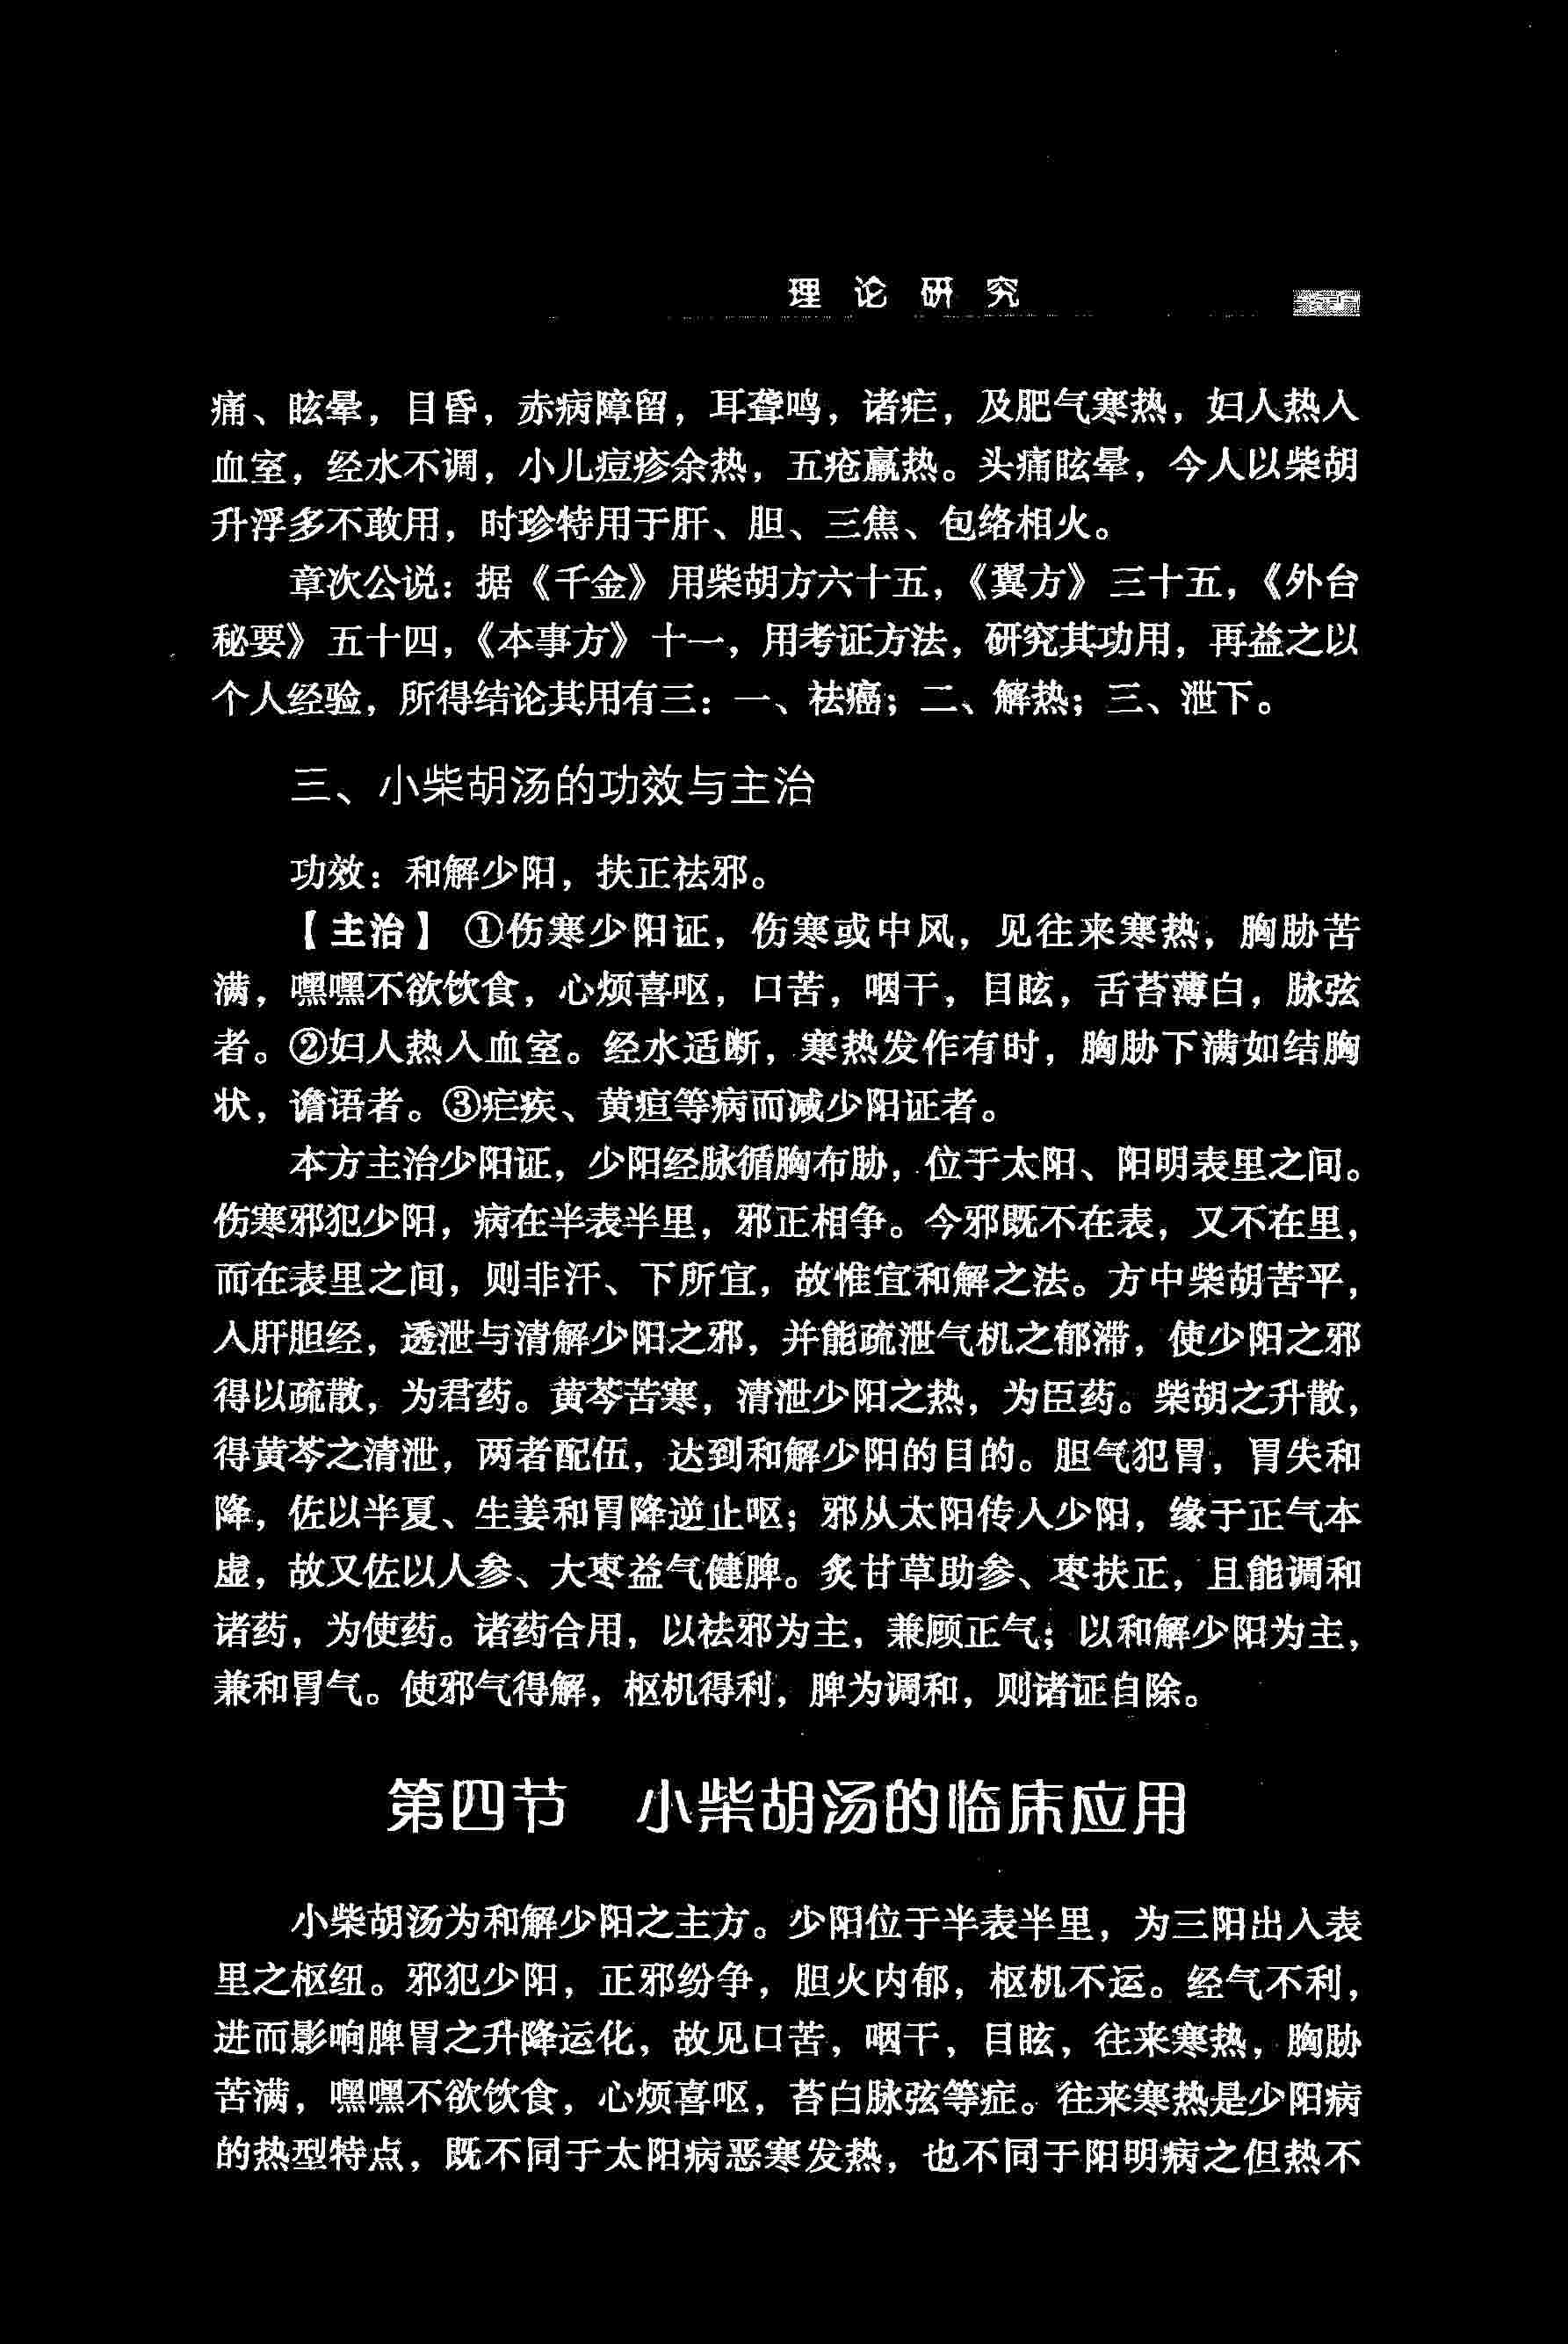 理论研究
痛、眩晕，目昏，赤病障留，耳聋鸣，诸疟，及肥气寒热，妇人热入
血室，经水不调，小儿痘疹余热，五疮羸热。头痛眩晕，今人以柴胡
升浮多不敢用，时珍特用于肝、胆、三焦、包络相火。
章次公说：据《千金》用柴胡方六十五，《翼方》三十五，《外台
秘要》五十四，《本事方》十一，用考证方法，研究其功用，再益之以
个人经验，所得结论其用有三：一、祛癌；二、解热；三、泄下。
三、小柴胡汤的功效与主治
功效：和解少阳，扶正祛邪。
【主治】 ①伤寒少阳证，伤寒或中风，见往来寒热，胸胁苦
满，嘿嘿不欲饮食，心烦喜呕，口苦，咽干，目眩，舌苔薄白，脉弦
者。②妇人热入血室。经水适断，寒热发作有时，胸胁下满如结胸
状，谵语者。③疟疾、黄疸等病而减少阳证者。
本方主治少阳证，少阳经脉循胸布胁，位于太阳、阳明表里之间。
伤寒邪犯少阳，病在半表半里，邪正相争。今邪既不在表，又不在里，
而在表里之间，则非汗、下所宜，故惟宜和解之法。方中柴胡苦平，
入肝胆经，透泄与清解少阳之邪，并能疏泄气机之郁滞，使少阳之邪
得以疏散，为君药。黄芩苦寒，清泄少阳之热，为臣药。柴胡之升散，
得黄芩之清泄，两者配伍，达到和解少阳的目的。胆气犯胃，胃失和
降，佐以半夏、生姜和胃降逆止呕；邪从太阳传入少阳，缘于正气本
虚，故又佐以人参、大枣益气健脾。炙甘草助参、枣扶正，且能调和
诸药，为使药。诸药合用，以祛邪为主，兼顾正气；以和解少阳为主，
兼和胃气。使邪气得解，枢机得利，脾为调和，则诸证自除。
第四节 小柴胡汤的临床应用
小柴胡汤为和解少阳之主方。少阳位于半表半里，为三阳出入表
里之枢纽。邪犯少阳，正邪纷争，胆火内郁，枢机不运。经气不利，
进而影响脾胃之升降运化，故见口苦，咽干，目眩，往来寒热，胸胁
苦满，嘿嘿不欲饮食，心烦喜呕，苔白脉弦等症。往来寒热是少阳病
的热型特点，既不同于太阳病恶寒发热，也不同于阳明病之但热不